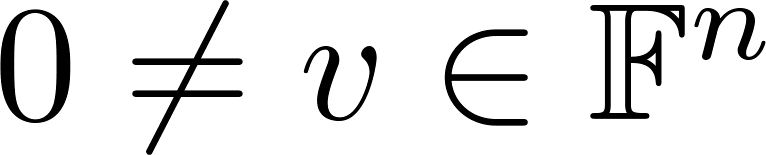 0 ≠ v ∈ 𝔽ⁿ